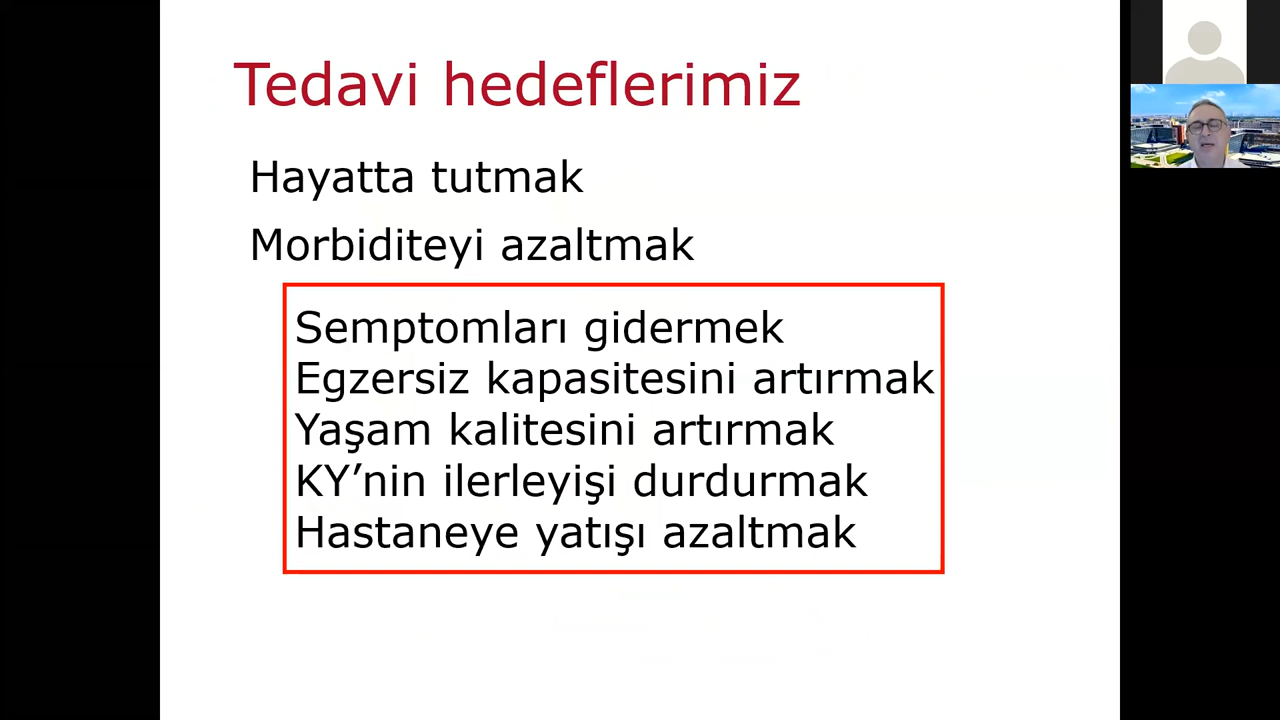 Tedavi hedeflerimiz
Hayatta tutmak
Morbiditeyi azaltmak
Semptomları gidermek
Egzersiz kapasitesini artırmak
Yaşam kalitesini artırmak
KY’nin ilerleyişi durdurmak
Hastaneye yatışı azaltmak